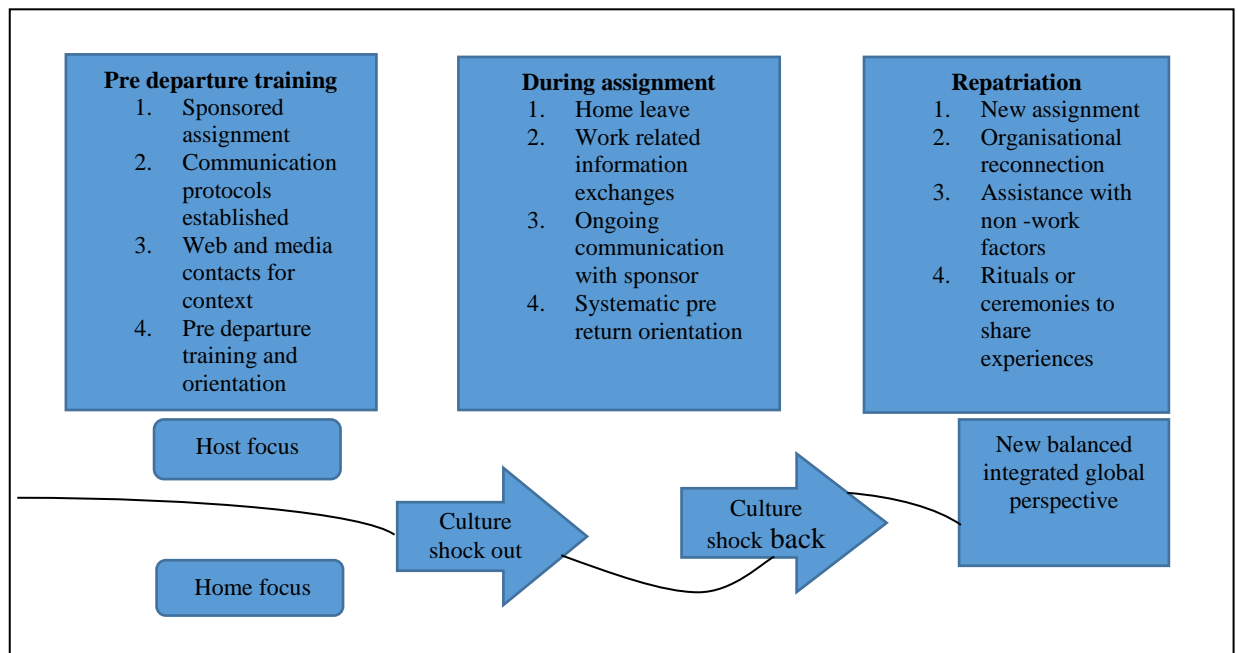 Pre departure training
1. Sponsored
assignment
2. Communication
protocols
established
3. Web and media
contacts for
context
4. Pre departure
training and
orientation
During assignment
1. Home leave
2. Work related
information
exchanges
3. Ongoing
communication
with sponsor
4. Systematic pre
return orientation
Repatriation
1. New assignment
2. Organisational
reconnection
3. Assistance with
non -work
factors
4. Rituals or
ceremonies to
share
experiences
Host focus
Culture
shock out
Culture
shock back
New balanced
integrated global
perspective
Home focus